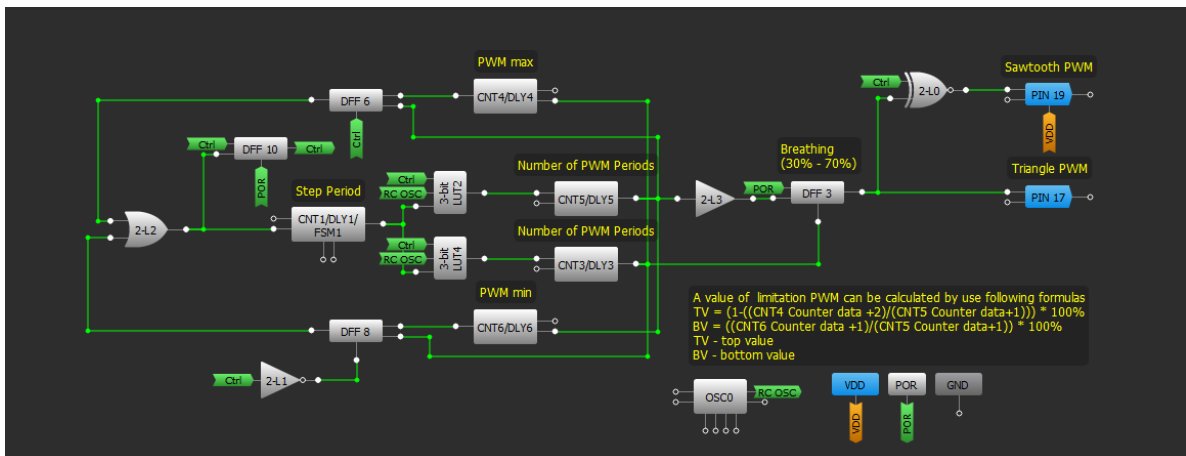 PWM max
CNT4/DLY4
DFF 6
Ctrl
Sawtooth PWM
Ctrl
2-L0
PIN 19
VDD
Ctrl
DFF 10
Ctrl
POR
Step Period
CNT1/DLY1/
FSM1
Ctrl
RC OSC
3-bit
LUT2
Number of PWM Periods
CNT5/DLY5
2-L3
POR
Breathing
(30% - 70%)
DFF 3
Triangle PWM
PIN 17
2-L2
Ctrl
RC OSC
3-bit
LUT4
Number of PWM Periods
CNT3/DLY3
PWM min
CNT6/DLY6
DFF 8
Ctrl
2-L1
A value of limitation PWM can be calculated by use following formulas
TV = (1-((CNT4 Counter data +2)/(CNT5 Counter data+1))) * 100%
BV = ((CNT6 Counter data +1)/(CNT5 Counter data+1)) * 100%
TV - top value
BV - bottom value
OSC0
RC OSC
VDD
VDD
POR
POR
GND